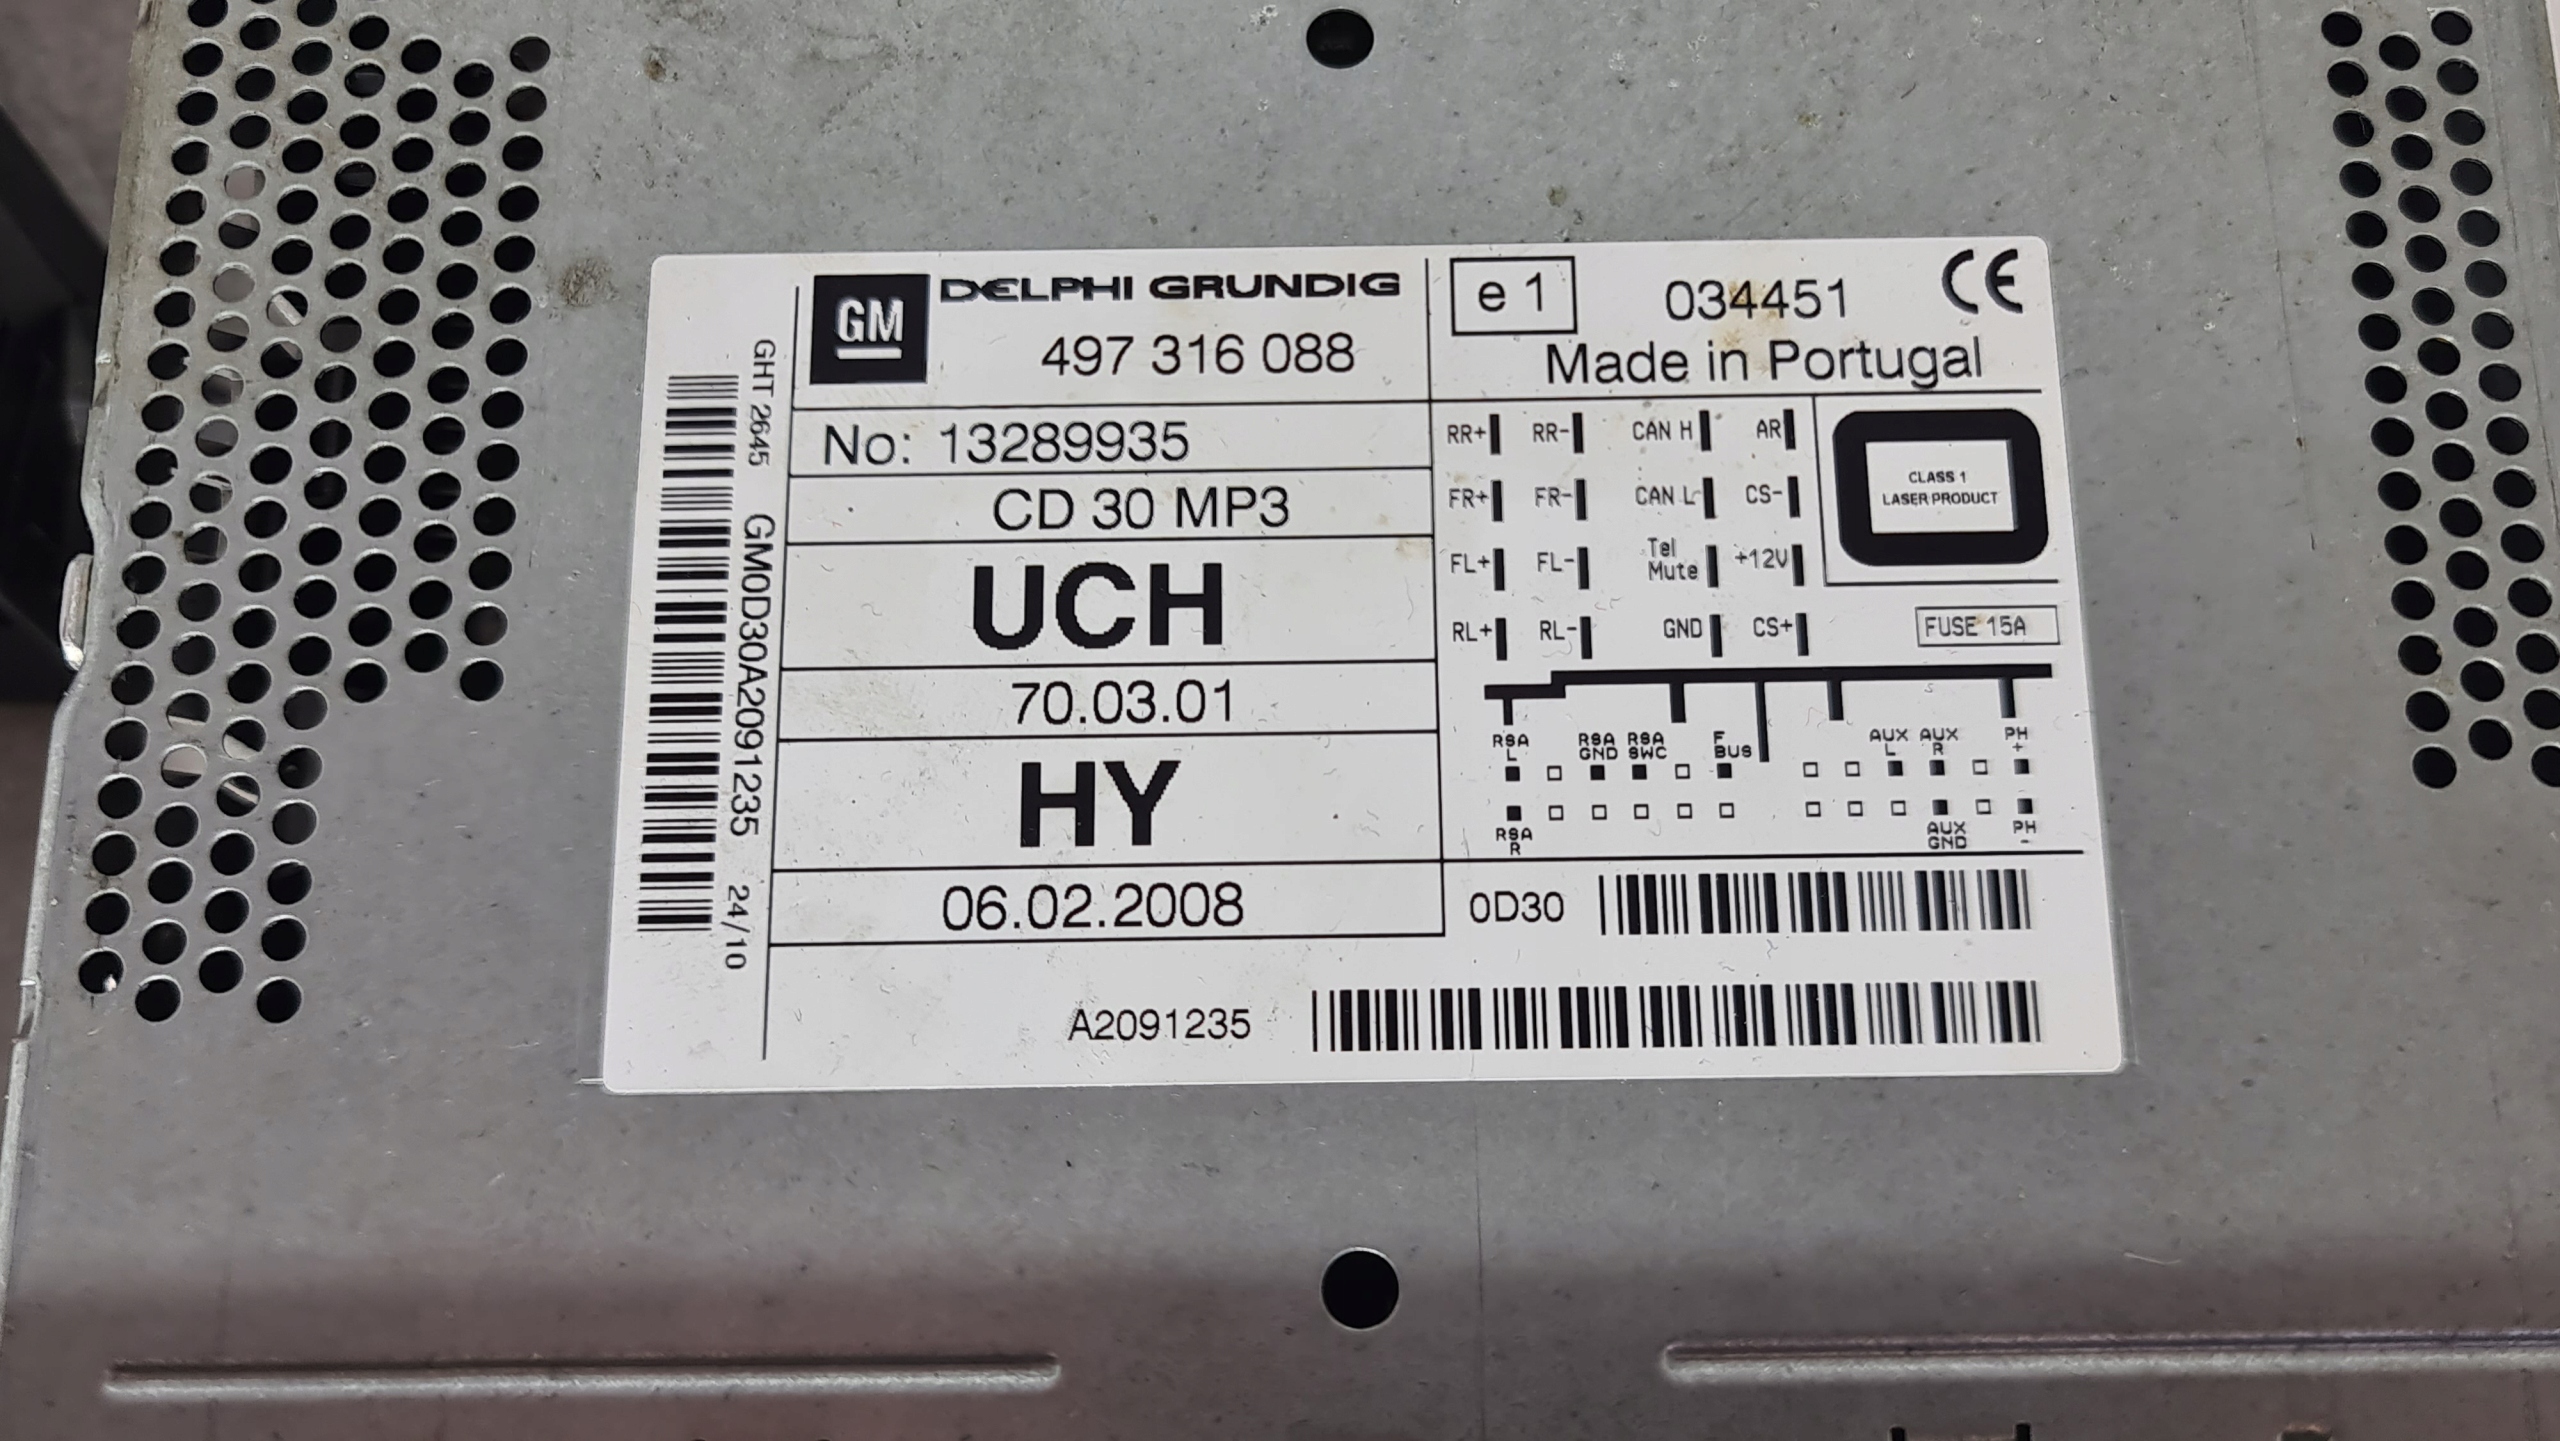 GM
DELPHI GRUNDIG
497 316 088
e 1
034451
CE
Made in Portugal
No: 13289935
CD 30 MP3
UCH
70.03.01
HY
06.02.2008
GHT 2645 GM0D30A2091235 24/10
RR+ RR- CAN H AR
FR+ FR- CAN L CS-
FL+ FL- Tel Mute +12V
RL+ RL- GND CS+
CLASS 1
LASER PRODUCT
FUSE 15A
RSA L RSA GND RSA SWC F BUS AUX L AUX R PH +
RSA R AUX GND PH -
0D30
A2091235